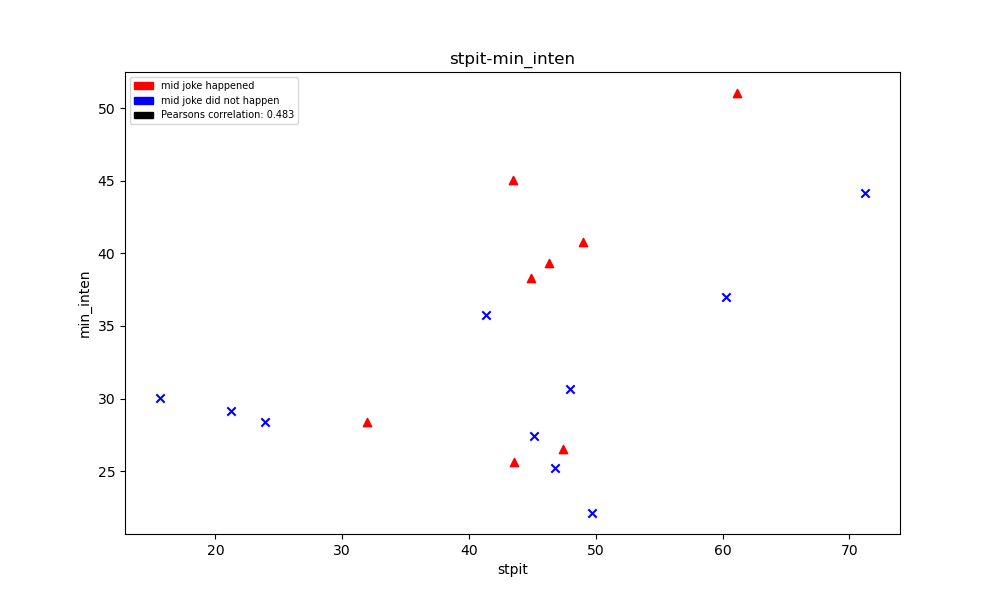 stpit-min_inten
mid joke happened
mid joke did not happen
Pearsons correlation: 0.483
min_inten
50
45
40
35
30
25
20 30 40 50 60 70
stpit